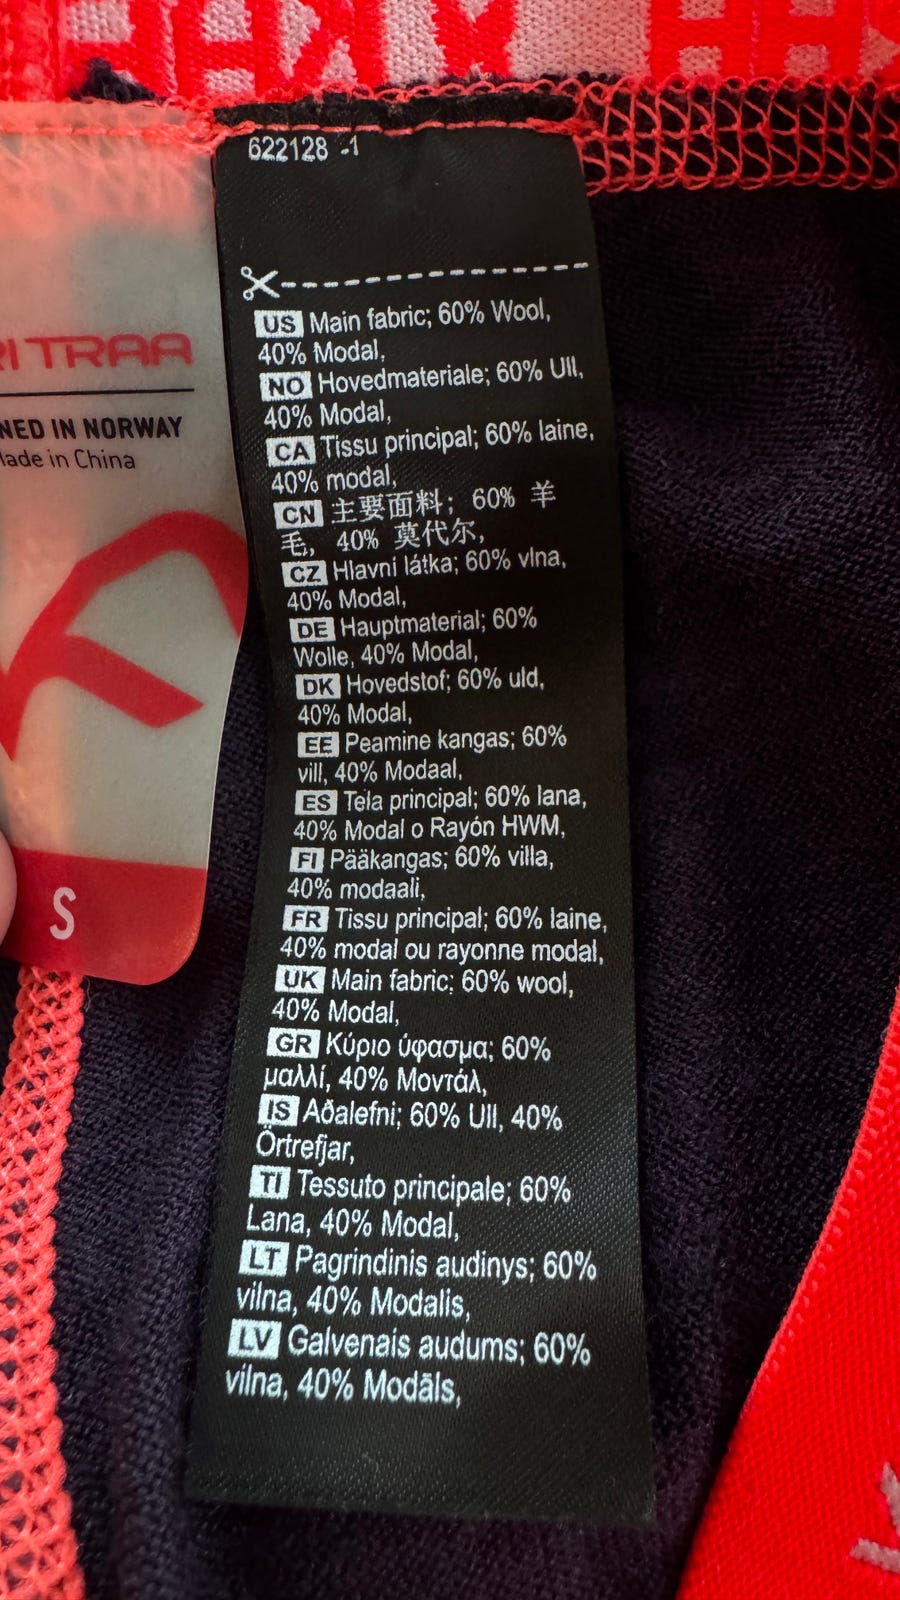 622128 -1
US Main fabric; 60% Wool,
40% Modal,
NO Hovedmateriale; 60% Ull,
40% Modal,
CA Tissu principal; 60% laine,
40% modal,
CN 主要面料; 60% 羊
毛, 40% 莫代尔,
CZ Hlavní látka; 60% vlna,
40% Modal,
DE Hauptmaterial; 60%
Wolle, 40% Modal,
DK Hovedstof; 60% uld,
40% Modal,
EE Peamine kangas; 60%
vill, 40% Modaal,
ES Tela principal; 60% lana,
40% Modal o Rayón HWM,
FI Pääkangas; 60% villa,
40% modaali,
FR Tissu principal; 60% laine,
40% modal ou rayonne modal,
UK Main fabric; 60% wool,
40% Modal,
GR Κύριο ύφασμα; 60%
μαλλί, 40% Μοντάλ,
IS Aðalefni; 60% Ull, 40%
Örtrefjar,
TI Tessuto principale; 60%
Lana, 40% Modal,
LT Pagrindinis audinys; 60%
vilna, 40% Modalis,
LV Galvenais audums; 60%
vilna, 40% Modāls,
TRAA
IN NORWAY
in China
S